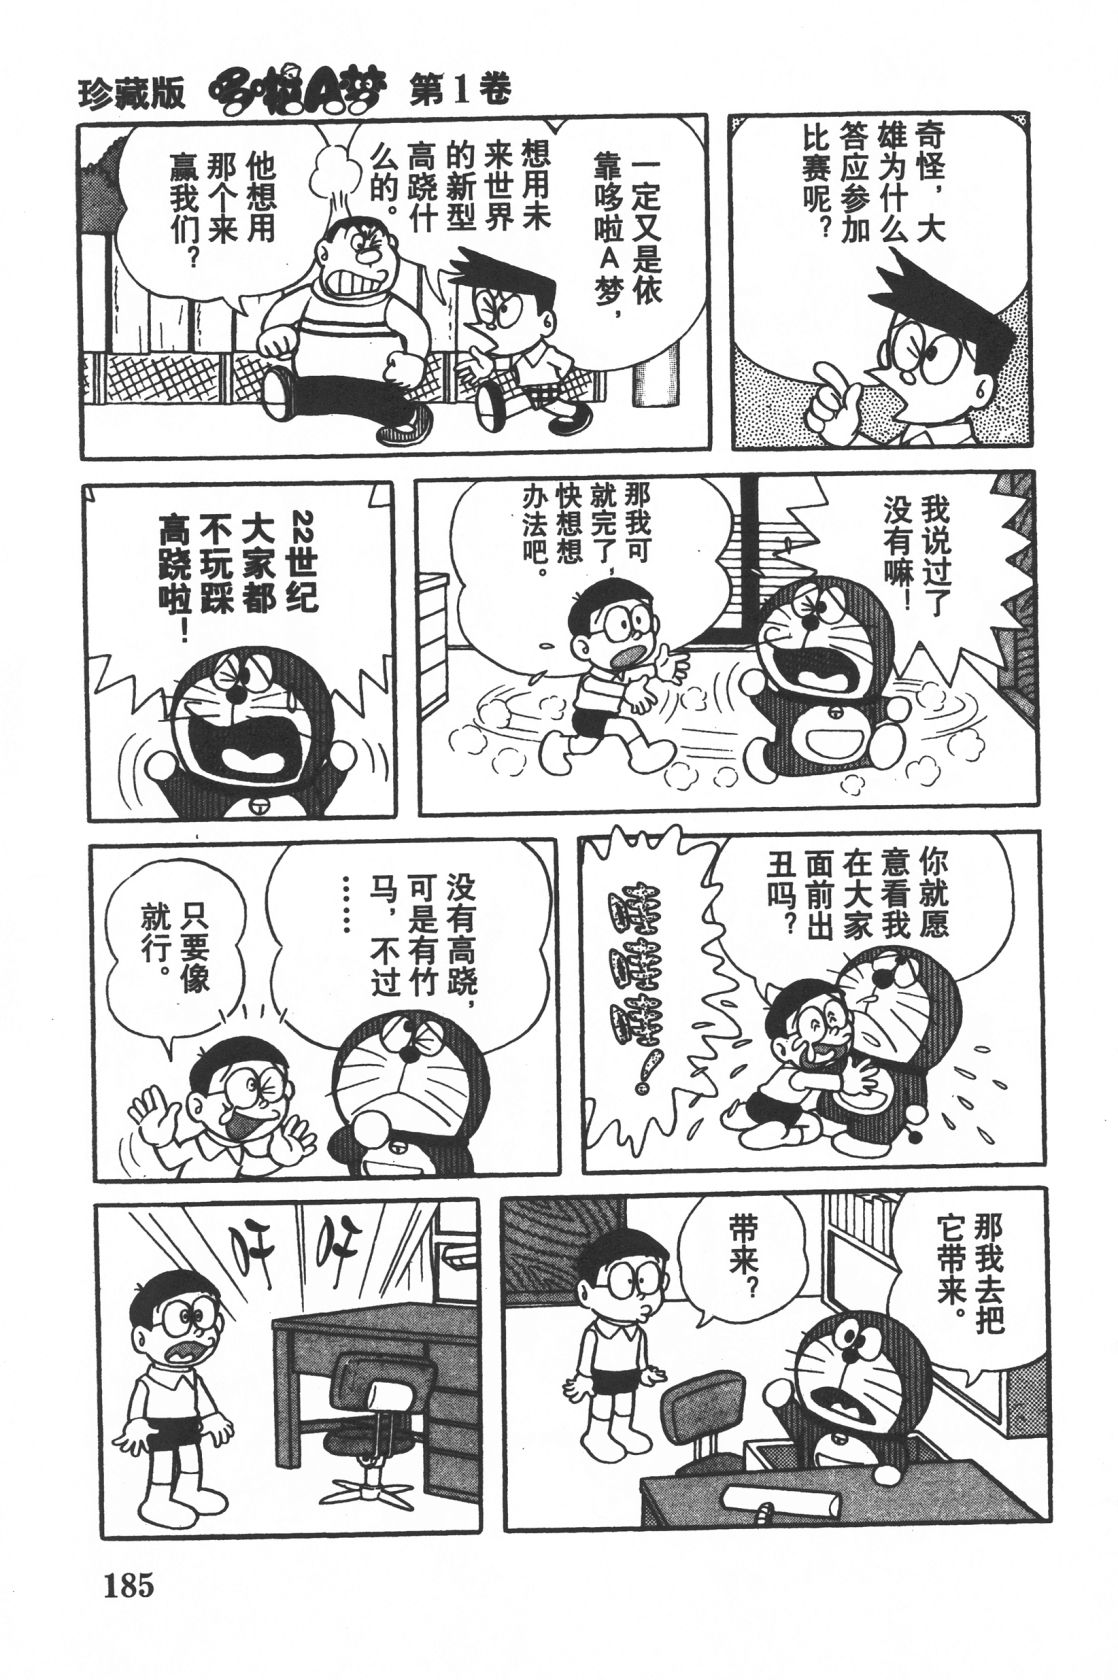 珍藏版 哆啦A梦 第1卷
奇怪，大
雄为什么
答应参加
比赛呢？
一定又是依
靠哆啦A梦，
想用未
来世界
的新型
高跷什
么的。
他想用
那个来
赢我们？
我说过了
没有嘛！
那我可
就完了，
快想想
办法吧。
22世纪
大家都
不玩踩
高跷啦！
你就愿
意看我
在大家
面前出
丑吗？
哇哇哇！
没有高跷，
可是有竹
马，不过
……
只要像
就行。
那我去把
它带来。
带来？
吁
吁
185